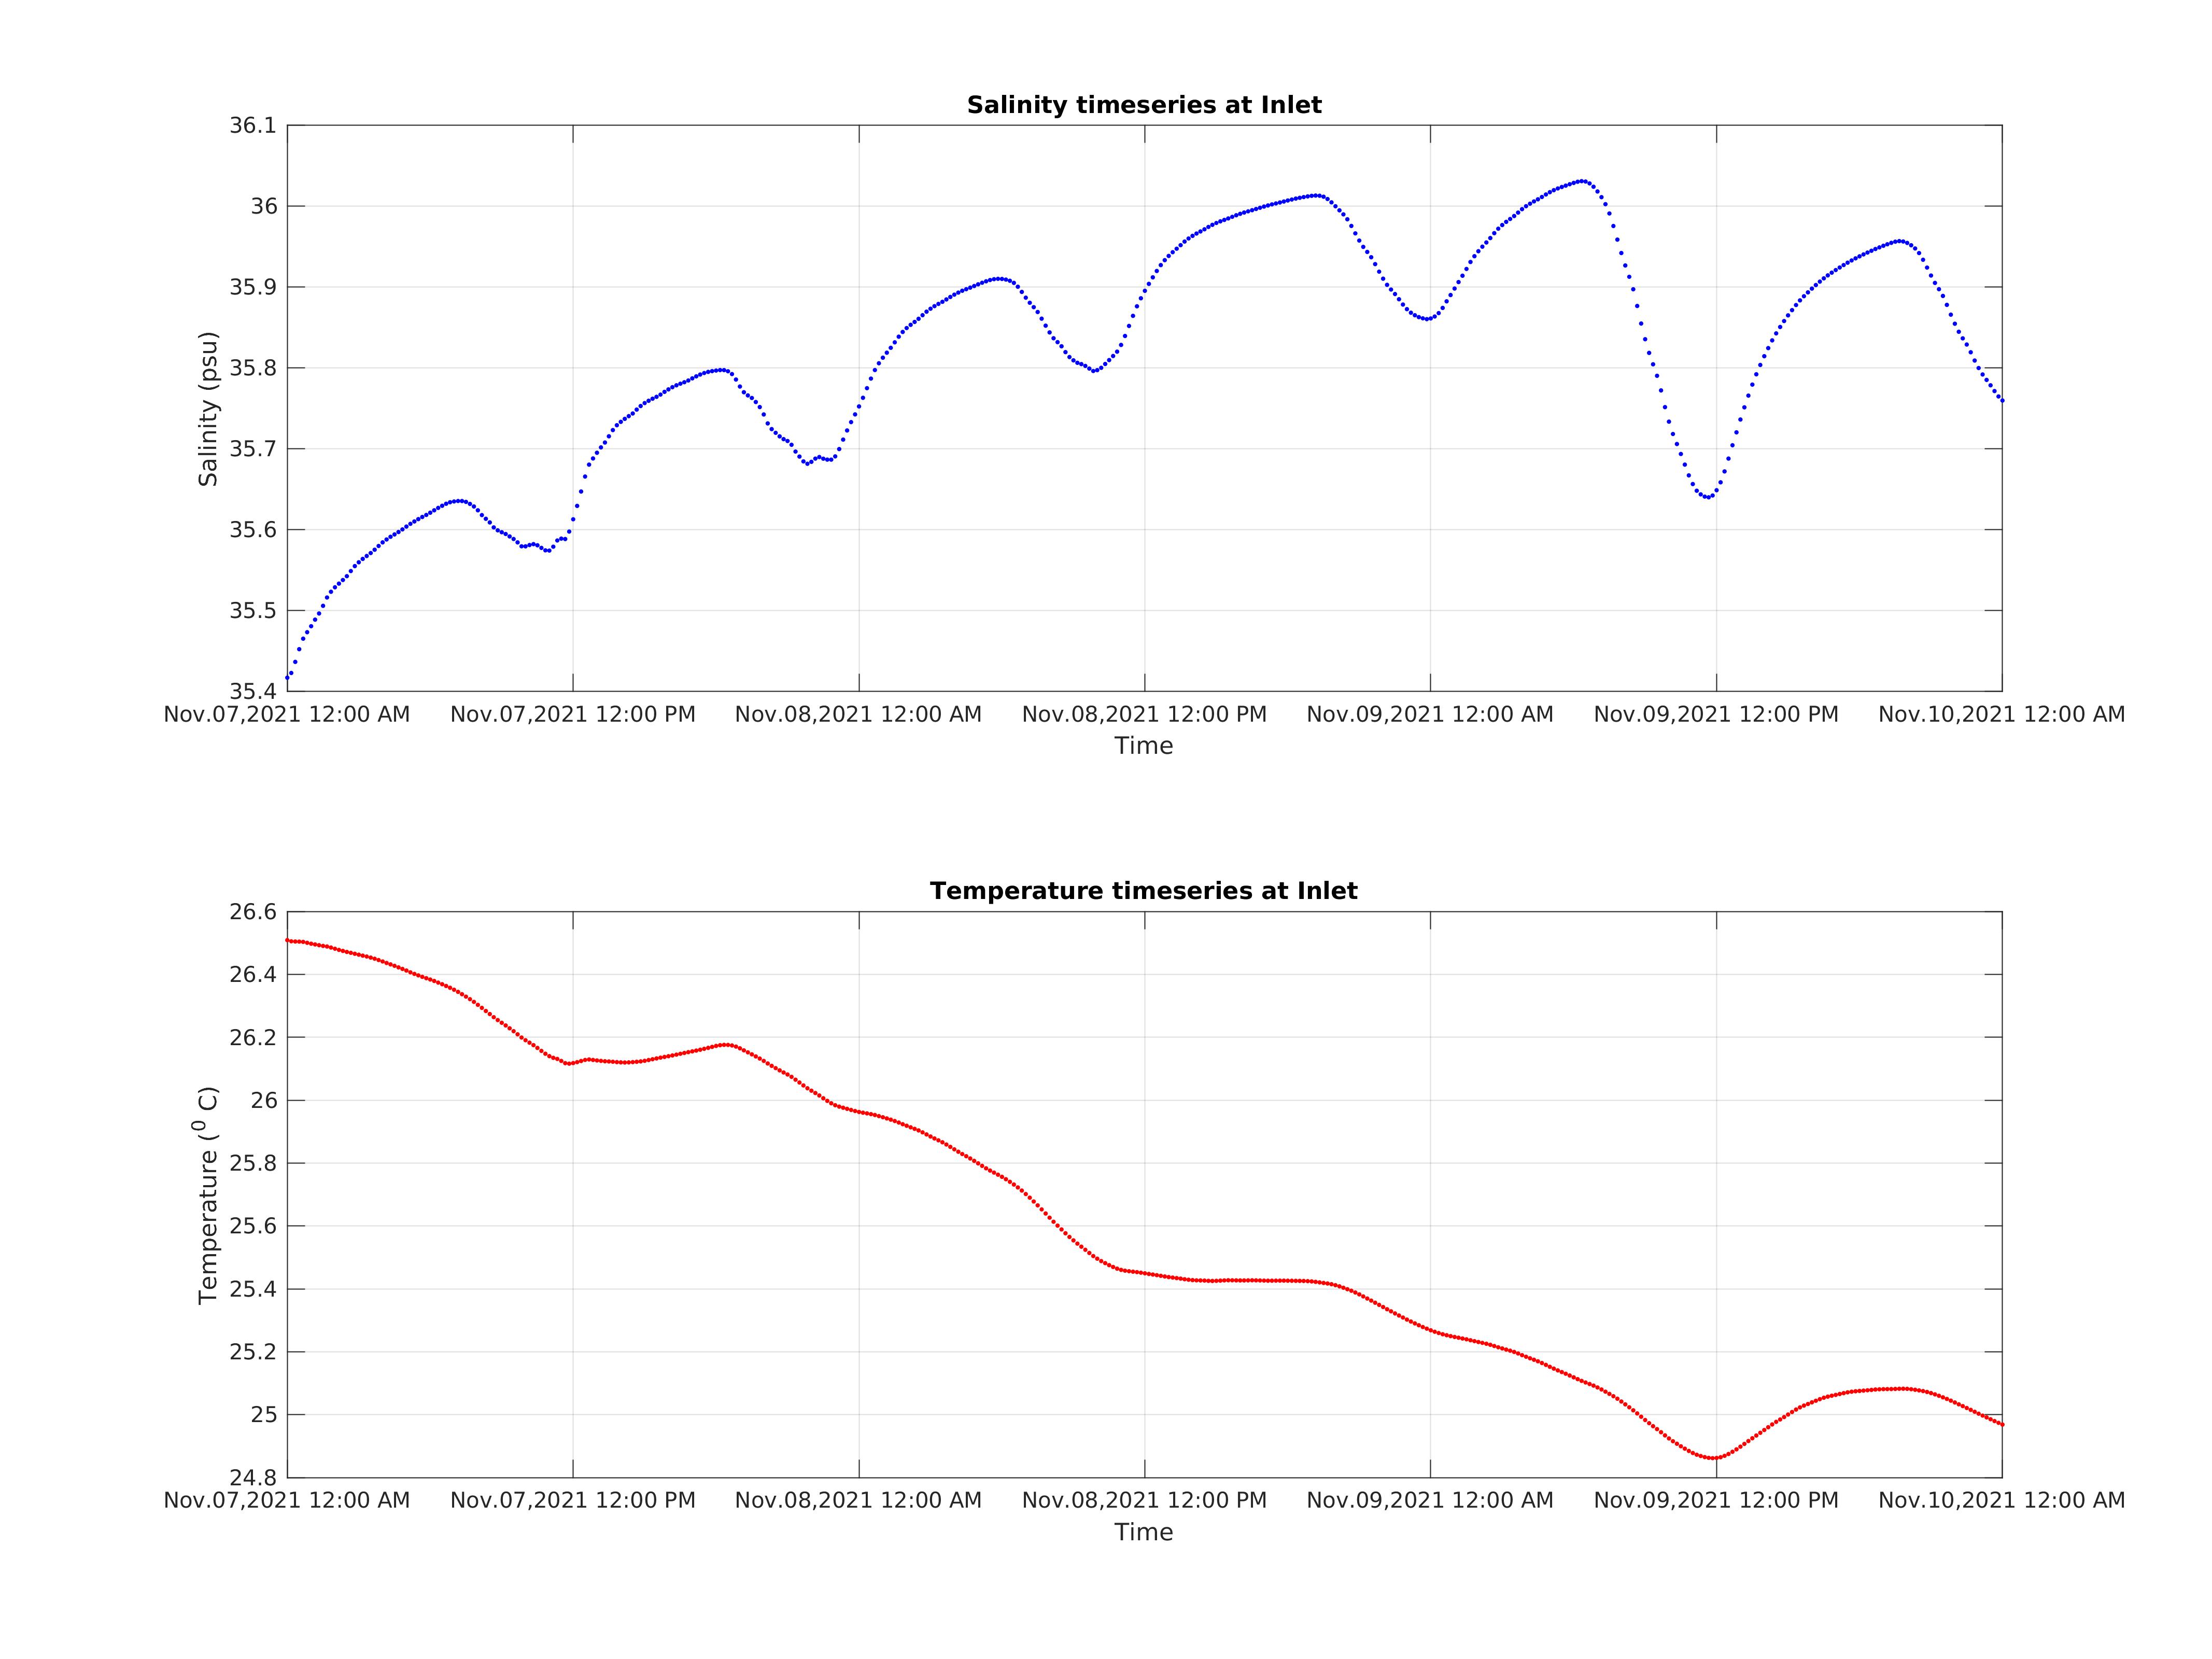 Salinity timeseries at Inlet
36.1
36
35.9
35.8
35.7
35.6
35.5
35.4
Salinity (psu)
Nov.07,2021 12:00 AM Nov.07,2021 12:00 PM Nov.08,2021 12:00 AM Nov.08,2021 12:00 PM Nov.09,2021 12:00 AM Nov.09,2021 12:00 PM Nov.10,2021 12:00 AM
Time
Temperature timeseries at Inlet
26.6
26.4
26.2
26
25.8
25.6
25.4
25.2
25
24.8
Temperature (⁰ C)
Nov.07,2021 12:00 AM Nov.07,2021 12:00 PM Nov.08,2021 12:00 AM Nov.08,2021 12:00 PM Nov.09,2021 12:00 AM Nov.09,2021 12:00 PM Nov.10,2021 12:00 AM
Time